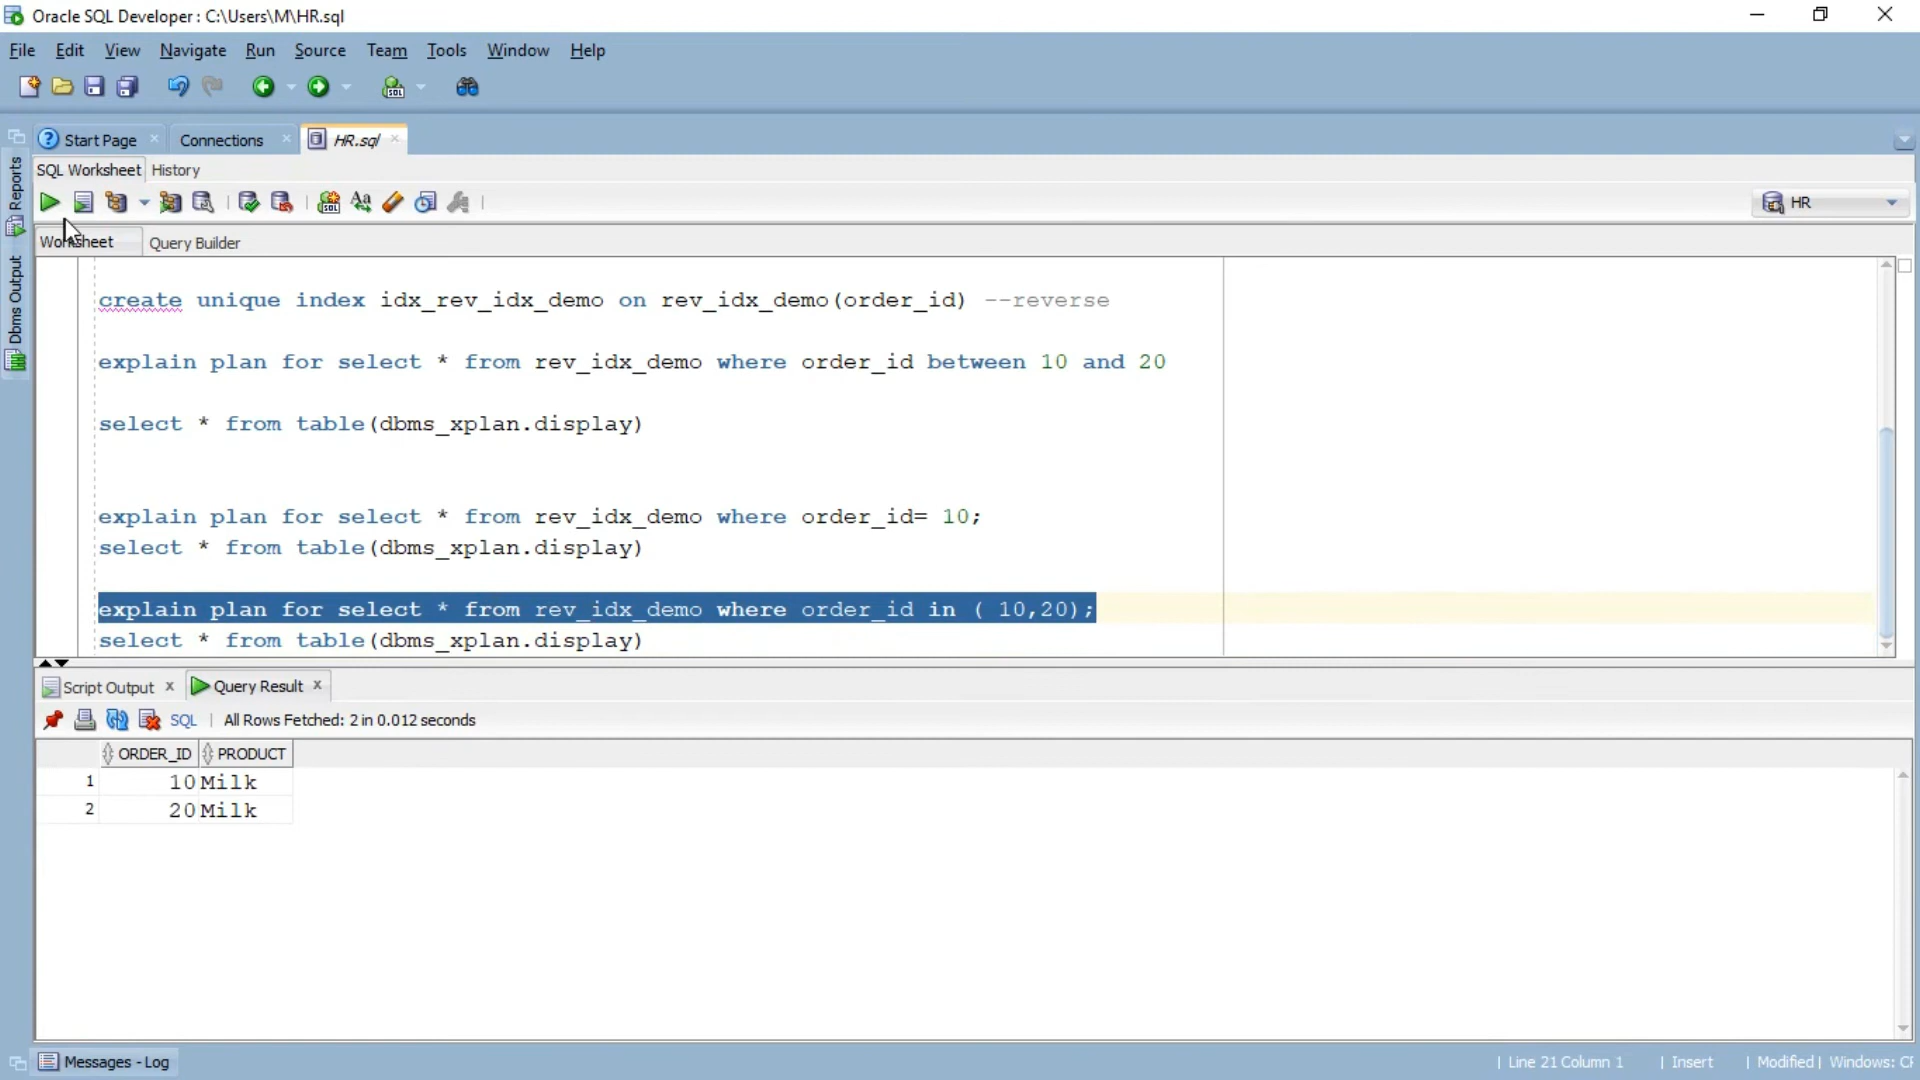 Oracle SQL Developer : C:\Users\M\HR.sql
File Edit View Navigate Run Source Team Tools Window Help
Start Page Connections HR.sql
SQL Worksheet History
HR
Worksheet Query Builder
Reports
Dbms Output
create unique index idx_rev_idx_demo on rev_idx_demo(order_id) --reverse
explain plan for select * from rev_idx_demo where order_id between 10 and 20
select * from table(dbms_xplan.display)
explain plan for select * from rev_idx_demo where order_id= 10;
select * from table(dbms_xplan.display)
explain plan for select * from rev_idx_demo where order_id in ( 10,20);
select * from table(dbms_xplan.display)
Script Output Query Result
SQL | All Rows Fetched: 2 in 0.012 seconds
ORDER_ID PRODUCT
1 10 Milk
2 20 Milk
Messages - Log
| Line 21 Column 1 | Insert | Modified | Windows: CF